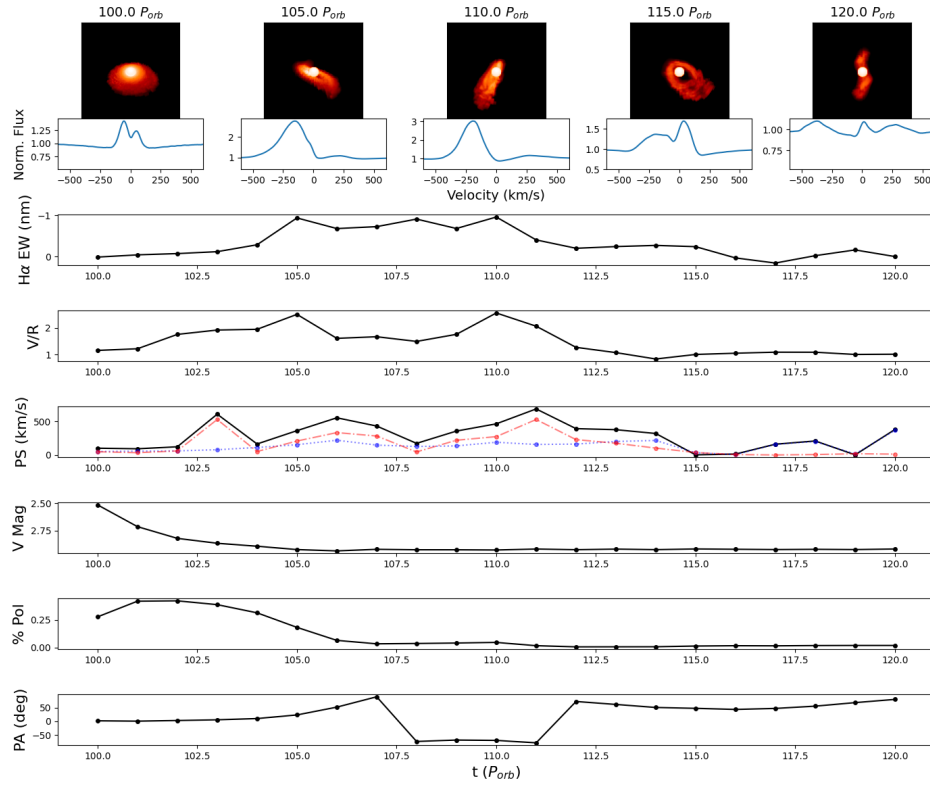 100.0 P_orb 105.0 P_orb 110.0 P_orb 115.0 P_orb 120.0 P_orb
Norm. Flux
1.25
1.00
0.75
2
1
3
2
1
1.5
1.0
0.5
1.00
0.75
−500 −250 0 250 500 −500 −250 0 250 500 −500 −250 0 250 500 −500 −250 0 250 500 −500 −250 0 250 500
Velocity (km/s)
Hα EW (nm)
−1
0
100.0 102.5 105.0 107.5 110.0 112.5 115.0 117.5 120.0
V/R
2
1
100.0 102.5 105.0 107.5 110.0 112.5 115.0 117.5 120.0
PS (km/s)
500
0
100.0 102.5 105.0 107.5 110.0 112.5 115.0 117.5 120.0
V Mag
2.50
2.75
100.0 102.5 105.0 107.5 110.0 112.5 115.0 117.5 120.0
% Pol
0.25
0.00
100.0 102.5 105.0 107.5 110.0 112.5 115.0 117.5 120.0
PA (deg)
50
0
−50
100.0 102.5 105.0 107.5 110.0 112.5 115.0 117.5 120.0
t (P_orb)